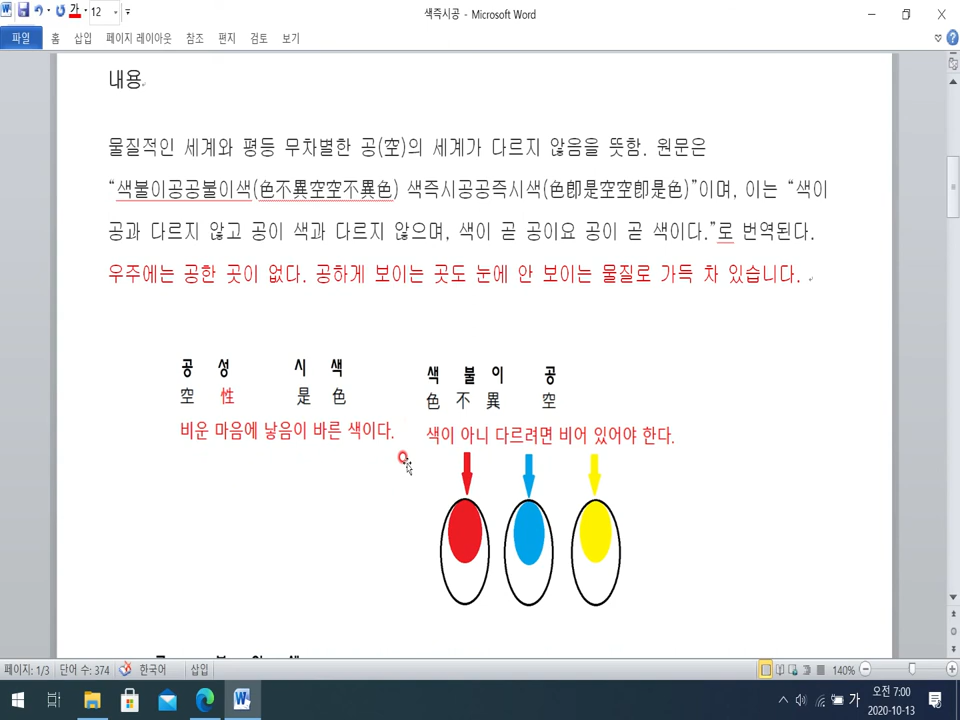 가 12
색즉시공 - Microsoft Word
파일 홈 삽입 페이지 레이아웃 참조 편지 검토 보기
내용
물질적인 세계와 평등 무차별한 공(空)의 세계가 다르지 않음을 뜻함. 원문은
“색불이공공불이색(色不異空空不異色) 색즉시공공즉시색(色卽是空空卽是色)”이며, 이는 “색이
공과 다르지 않고 공이 색과 다르지 않으며, 색이 곧 공이요 공이 곧 색이다.”로 번역된다.
우주에는 공한 곳이 없다. 공하게 보이는 곳도 눈에 안 보이는 물질로 가득 차 있습니다.
공 성 시 색
空 性 是 色
비운 마음에 낳음이 바른 색이다.
색 불 이 공
色 不 異 空
색이 아니 다르려면 비어 있어야 한다.
페이지: 1/3 단어 수: 374 한국어 삽입 140%
가 오전 7:00
2020-10-13